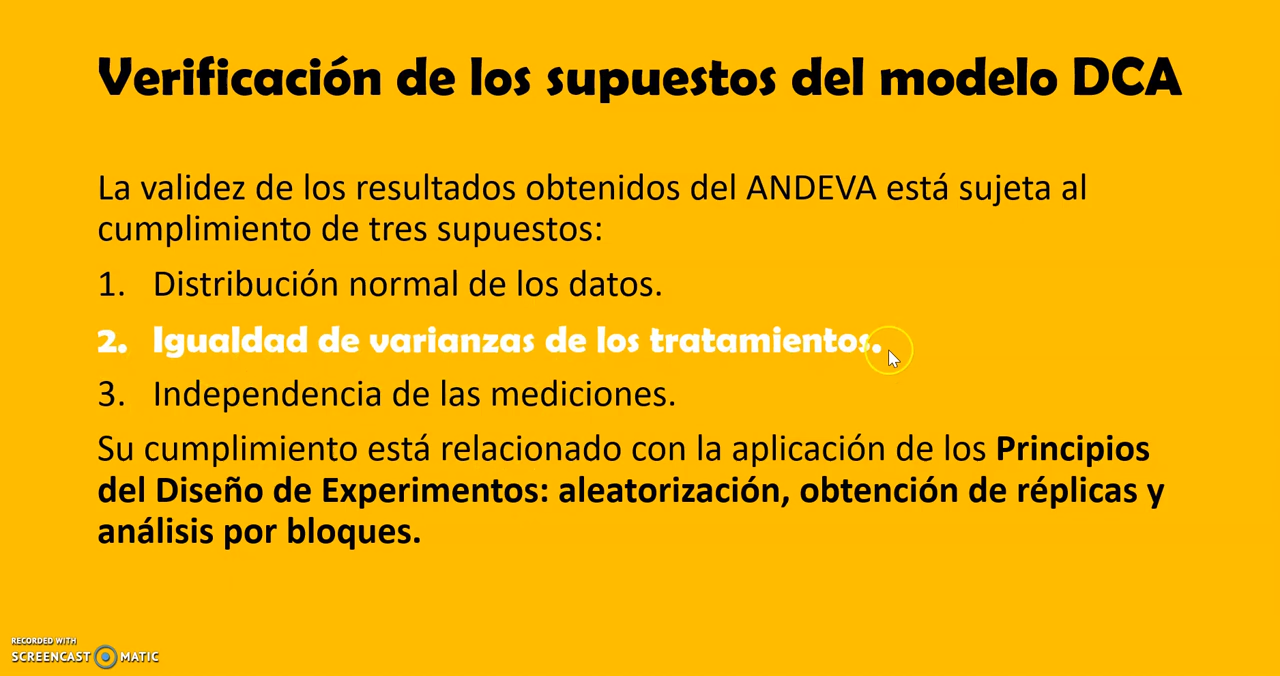 Verificación de los supuestos del modelo DCA
La validez de los resultados obtenidos del ANDEVA está sujeta al
cumplimiento de tres supuestos:
1. Distribución normal de los datos.
2. Igualdad de varianzas de los tratamientos.
3. Independencia de las mediciones.
Su cumplimiento está relacionado con la aplicación de los Principios
del Diseño de Experimentos: aleatorización, obtención de réplicas y
análisis por bloques.
RECORDED WITH
SCREENCAST MATIC